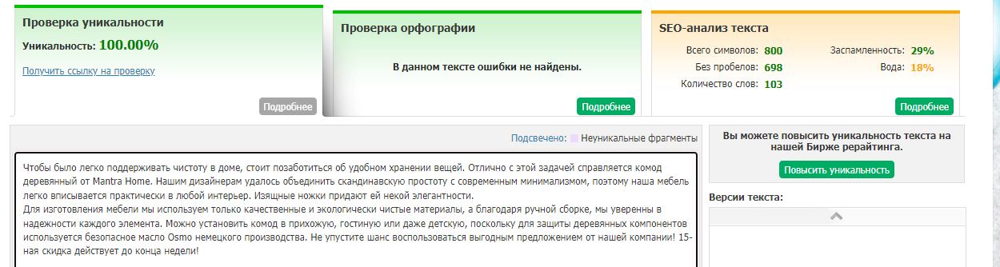 Проверка уникальности
Уникальность: 100.00%
Получить ссылку на проверку
Подробнее
Проверка орфографии
В данном тексте ошибки не найдены.
Подробнее
SEO-анализ текста
Всего символов: 800
Без пробелов: 698
Количество слов: 103
Заспамленность: 29%
Вода: 18%
Подробнее
Подсвечено: Неуникальные фрагменты
Чтобы было легко поддерживать чистоту в доме, стоит позаботиться об удобном хранении вещей. Отлично с этой задачей справляется комод
деревянный от Mantra Home. Нашим дизайнерам удалось объединить скандинавскую простоту с современным минимализмом, поэтому наша мебель
легко вписывается практически в любой интерьер. Изящные ножки придают ей некой элегантности.
Для изготовления мебели мы используем только качественные и экологически чистые материалы, а благодаря ручной сборке, мы уверенны в
надежности каждого элемента. Можно установить комод в прихожую, гостиную или даже детскую, поскольку для защиты деревянных компонентов
используется безопасное масло Osmo немецкого производства. Не упустите шанс воспользоваться выгодным предложением от нашей компании! 15-
ная скидка действует до конца недели!
Вы можете повысить уникальность текста на
нашей Бирже рерайтинга.
Повысить уникальность
Версии текста: